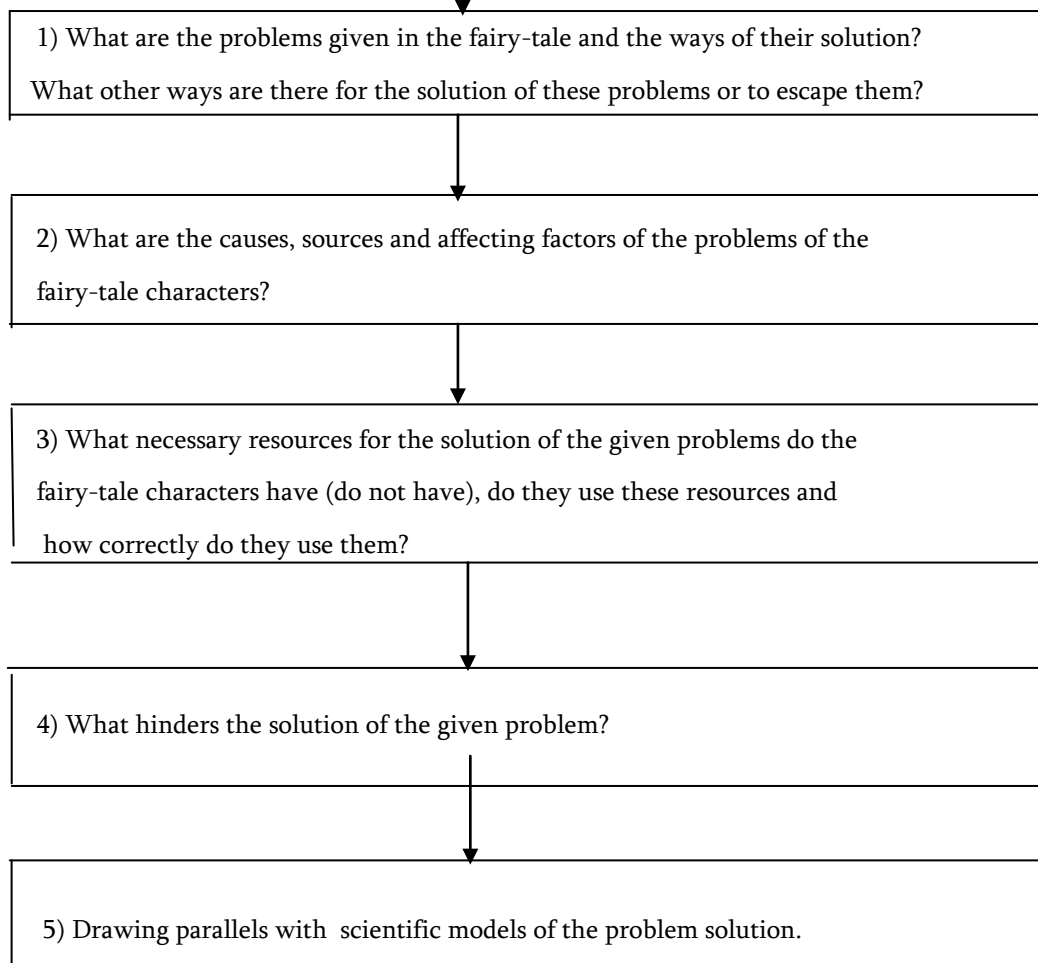 1) What are the problems given in the fairy-tale and the ways of their solution?
What other ways are there for the solution of these problems or to escape them?
2) What are the causes, sources and affecting factors of the problems of the
fairy-tale characters?
3) What necessary resources for the solution of the given problems do the
fairy-tale characters have (do not have), do they use these resources and
how correctly do they use them?
4) What hinders the solution of the given problem?
5) Drawing parallels with scientific models of the problem solution.